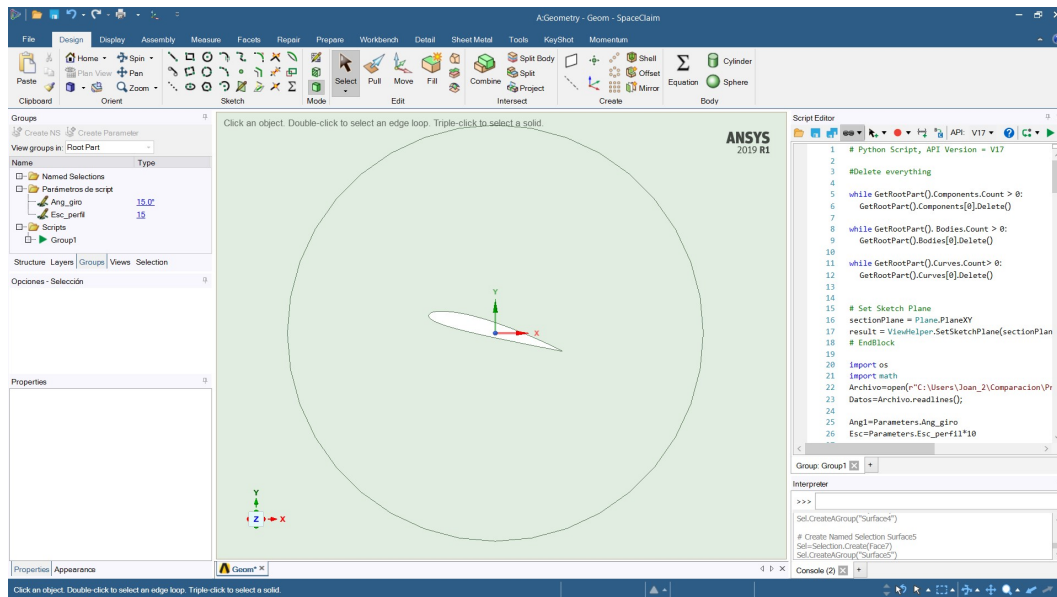 A:Geometry - Geom - SpaceClaim
File Design Display Assembly Measure Facets Repair Prepare Workbench Detail Sheet Metal Tools KeyShot Momentum
Paste
Clipboard
Home Spin
Plan View Pan
Zoom
Orient
Sketch
Mode
Select Pull Move Fill
Edit
Combine
Split Body
Split
Project
Intersect
Shell
Offset
Mirror
Create
Equation
Cylinder
Sphere
Body
Groups
Create NS Create Parameter
View groups in: Root Part
Name Type
Named Selections
Parámetros de script
Ang_giro 15.0°
Esc_perfil 15
Scripts
Group1
Structure Layers Groups Views Selection
Opciones - Selección
Properties
Properties Appearance
Click an object. Double-click to select an edge loop. Triple-click to select a solid.
ANSYS
2019 R1
Y
X
Y
Z X
Geom*
Script Editor
API: V17
1 # Python Script, API Version = V17
2
3 #Delete everything
4
5 while GetRootPart().Components.Count > 0:
6 GetRootPart().Components[0].Delete()
7
8 while GetRootPart(). Bodies.Count > 0:
9 GetRootPart().Bodies[0].Delete()
10
11 while GetRootPart().Curves.Count> 0:
12 GetRootPart().Curves[0].Delete()
13
14
15 # Set Sketch Plane
16 sectionPlane = Plane.PlaneXY
17 result = ViewHelper.SetSketchPlane(sectionPlan
18 # EndBlock
19
20 import os
21 import math
22 Archivo=open(r"C:\Users\Joan_2\Comparacion\Pr
23 Datos=Archivo.readlines();
24
25 Ang1=Parameters.Ang_giro
26 Esc=Parameters.Esc_perfil*10
Group: Group1
Interpreter
>>>
Sel.CreateAGroup("Surface4")
# Create Named Selection Surface5
Sel=Selection.Create(Face7)
Sel.CreateAGroup("Surface5")
Console (2)
Click an object. Double-click to select an edge loop. Triple-click to select a solid.